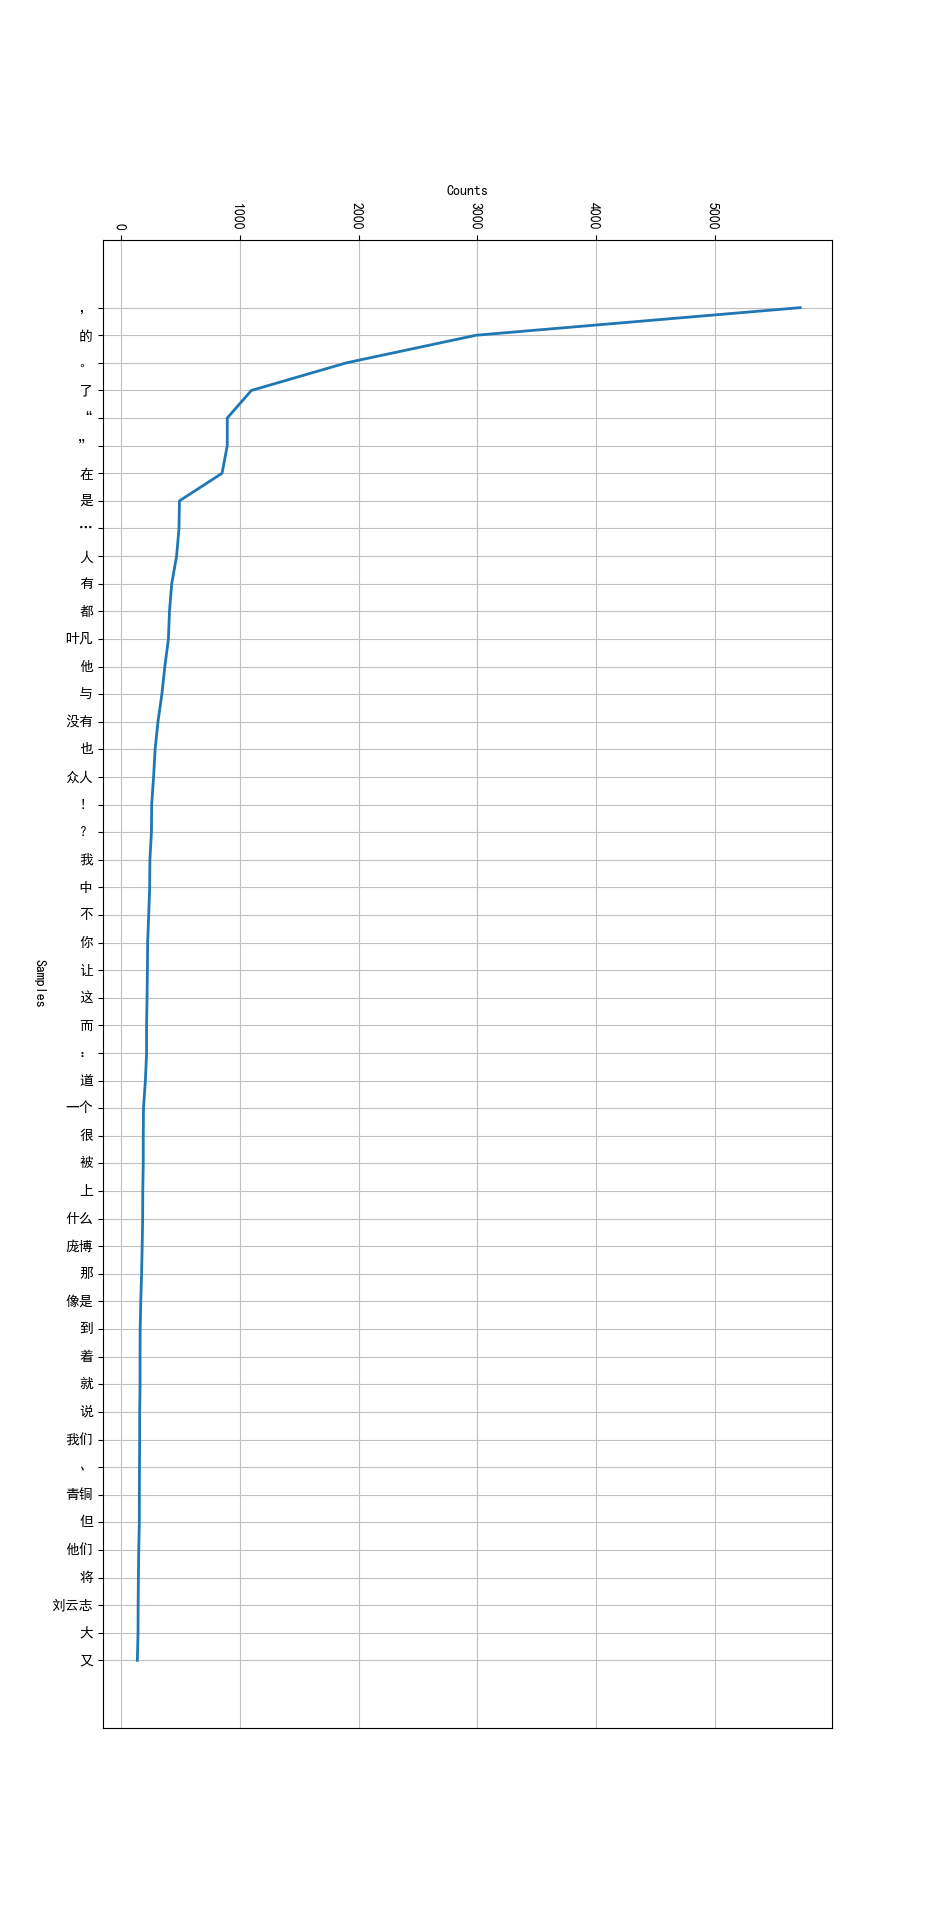 Counts
0
1000
2000
3000
4000
5000
，
的
。
了
“
”
在
是
…
人
有
都
叶凡
他
与
没有
也
众人
！
？
我
中
不
你
让
这
而
：
道
一个
很
被
上
什么
庞博
那
像是
到
着
就
说
我们
、
青铜
但
他们
将
刘云志
大
又
Samples